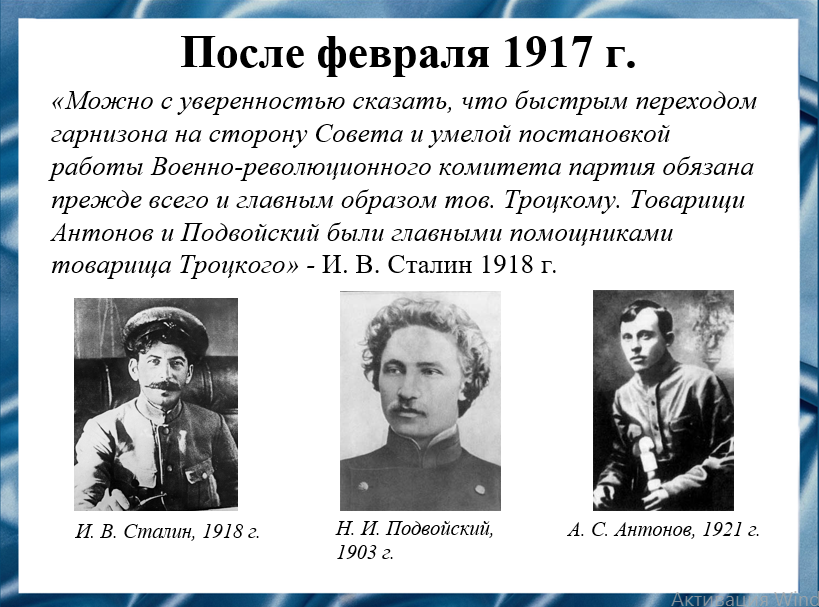 После февраля 1917 г.
«Можно с уверенностью сказать, что быстрым переходом
гарнизона на сторону Совета и умелой постановкой
работы Военно-революционного комитета партия обязана
прежде всего и главным образом тов. Троцкому. Товарищи
Антонов и Подвойский были главными помощниками
товарища Троцкого» - И. В. Сталин 1918 г.
И. В. Сталин, 1918 г.
Н. И. Подвойский,
1903 г.
А. С. Антонов, 1921 г.
Активация Wind